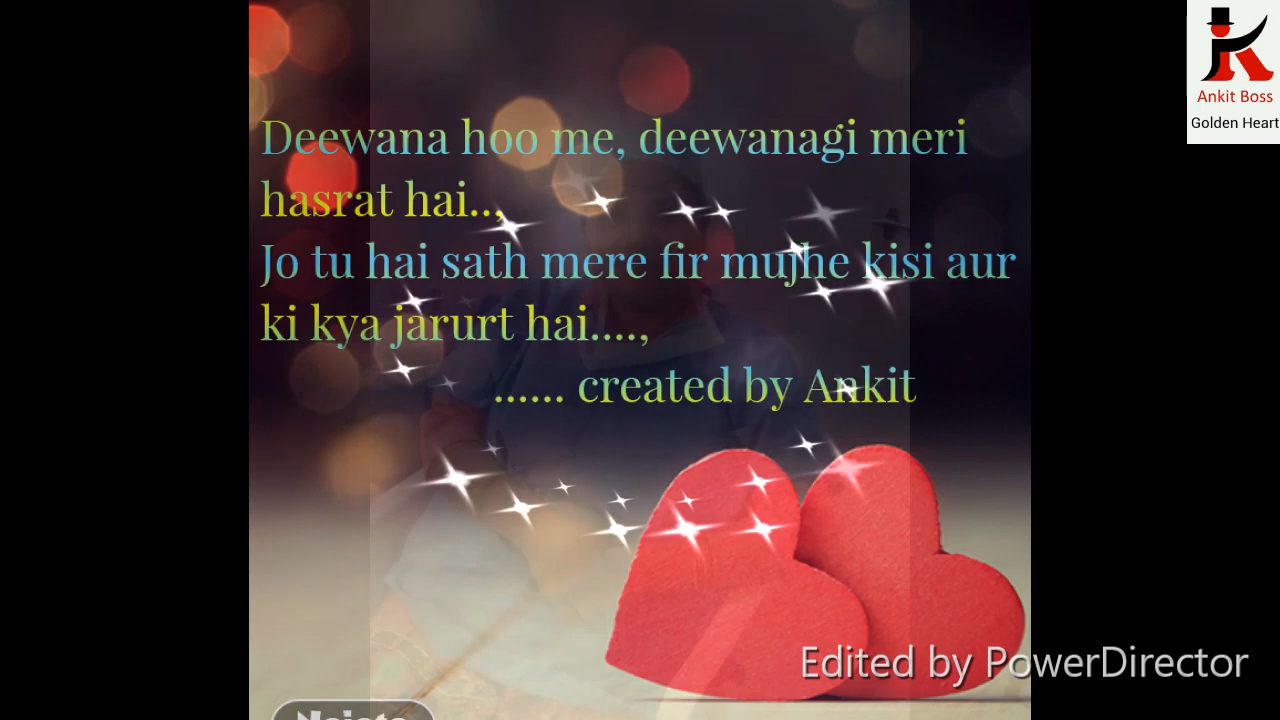 Ankit Boss
Golden Heart
Deewana hoo me, deewanagi meri
hasrat hai..,
Jo tu hai sath mere fir mujhe kisi aur
ki kya jarurt hai....,
...... created by Ankit
Edited by PowerDirector